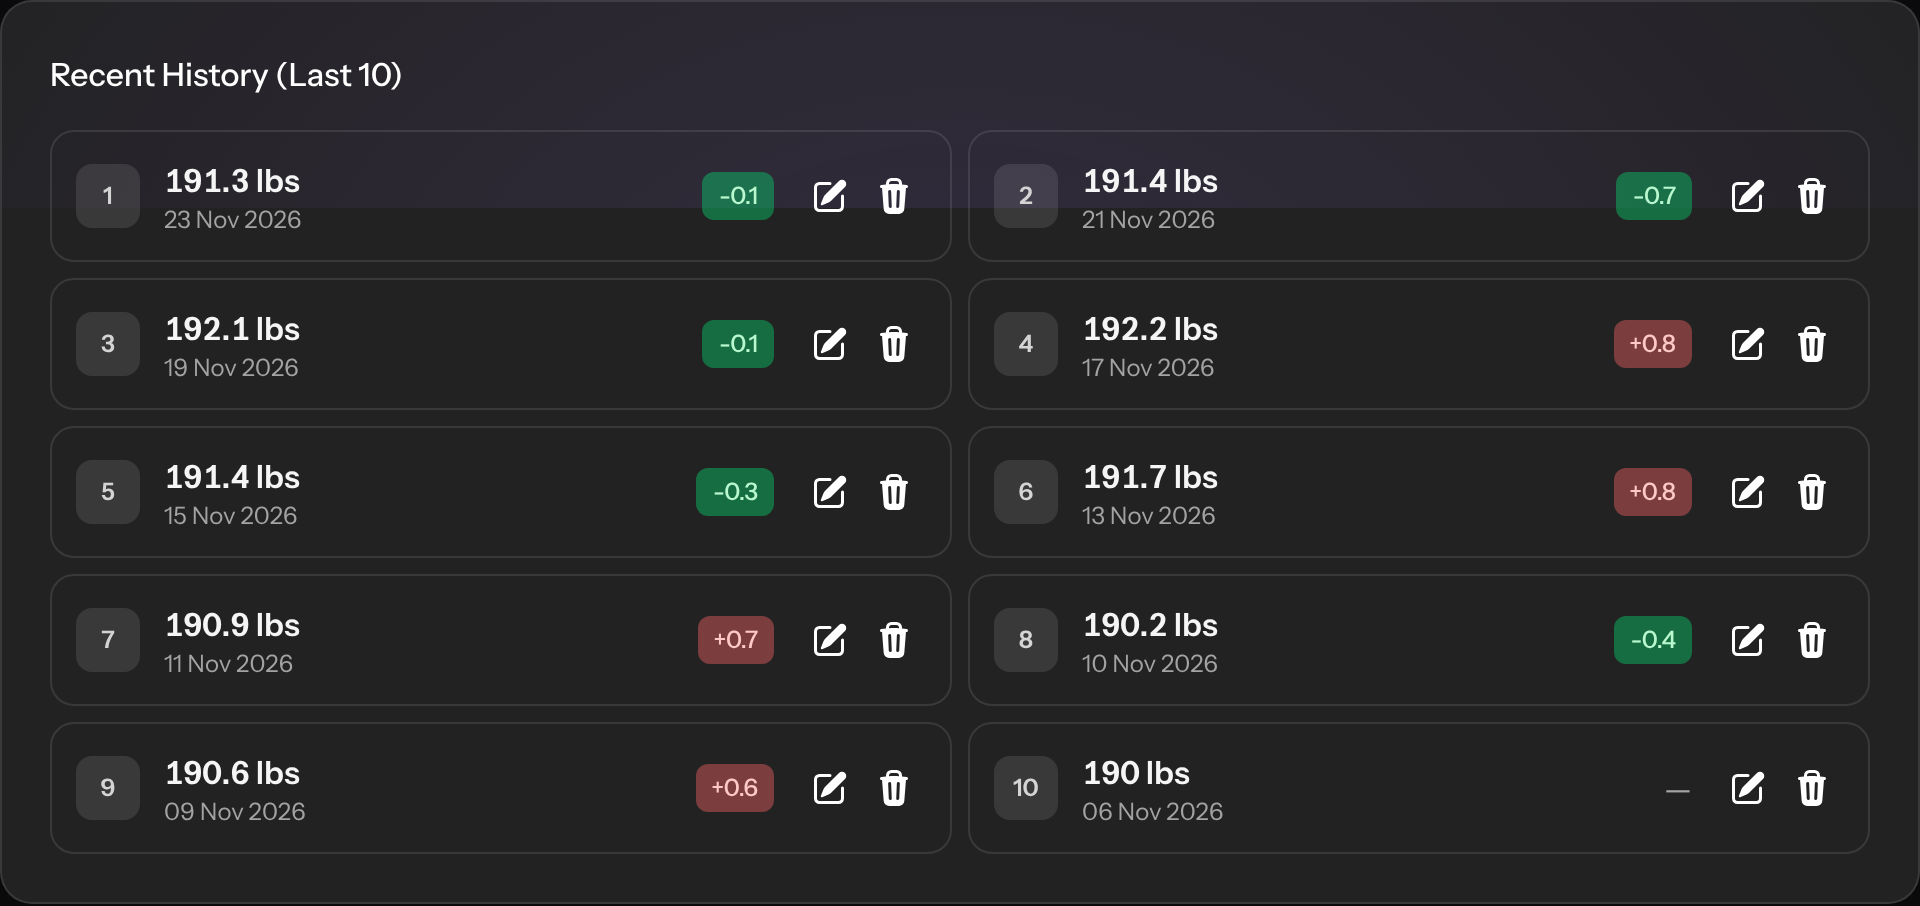 Recent History (Last 10)
1
191.3 lbs
23 Nov 2026
-0.1
2
191.4 lbs
21 Nov 2026
-0.7
3
192.1 lbs
19 Nov 2026
-0.1
4
192.2 lbs
17 Nov 2026
+0.8
5
191.4 lbs
15 Nov 2026
-0.3
6
191.7 lbs
13 Nov 2026
+0.8
7
190.9 lbs
11 Nov 2026
+0.7
8
190.2 lbs
10 Nov 2026
-0.4
9
190.6 lbs
09 Nov 2026
+0.6
10
190 lbs
06 Nov 2026
—